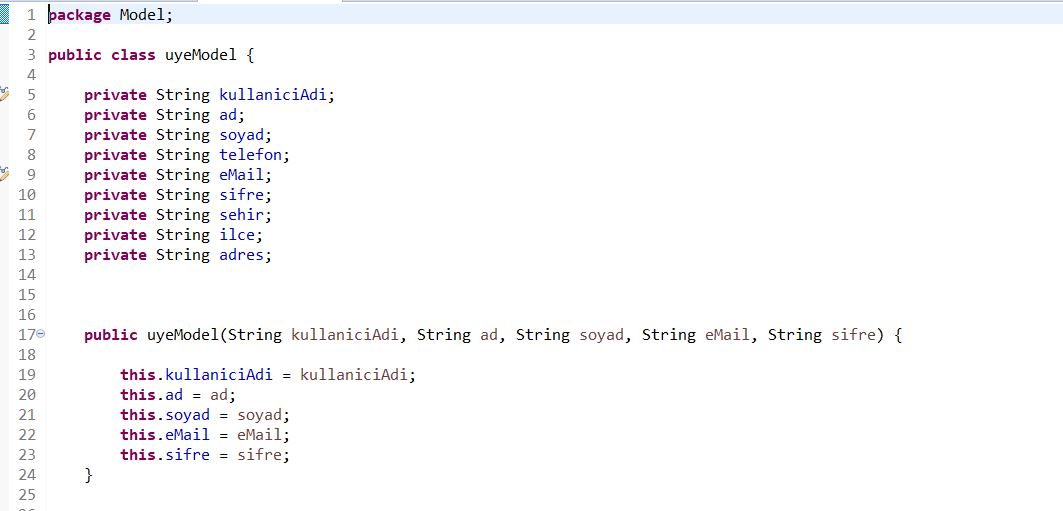 1 package Model;
2
3 public class uyeModel {
4
5 private String kullaniciAdi;
6 private String ad;
7 private String soyad;
8 private String telefon;
9 private String eMail;
10 private String sifre;
11 private String sehir;
12 private String ilce;
13 private String adres;
14
15
16
17 public uyeModel(String kullaniciAdi, String ad, String soyad, String eMail, String sifre) {
18
19 this.kullaniciAdi = kullaniciAdi;
20 this.ad = ad;
21 this.soyad = soyad;
22 this.eMail = eMail;
23 this.sifre = sifre;
24 }
25